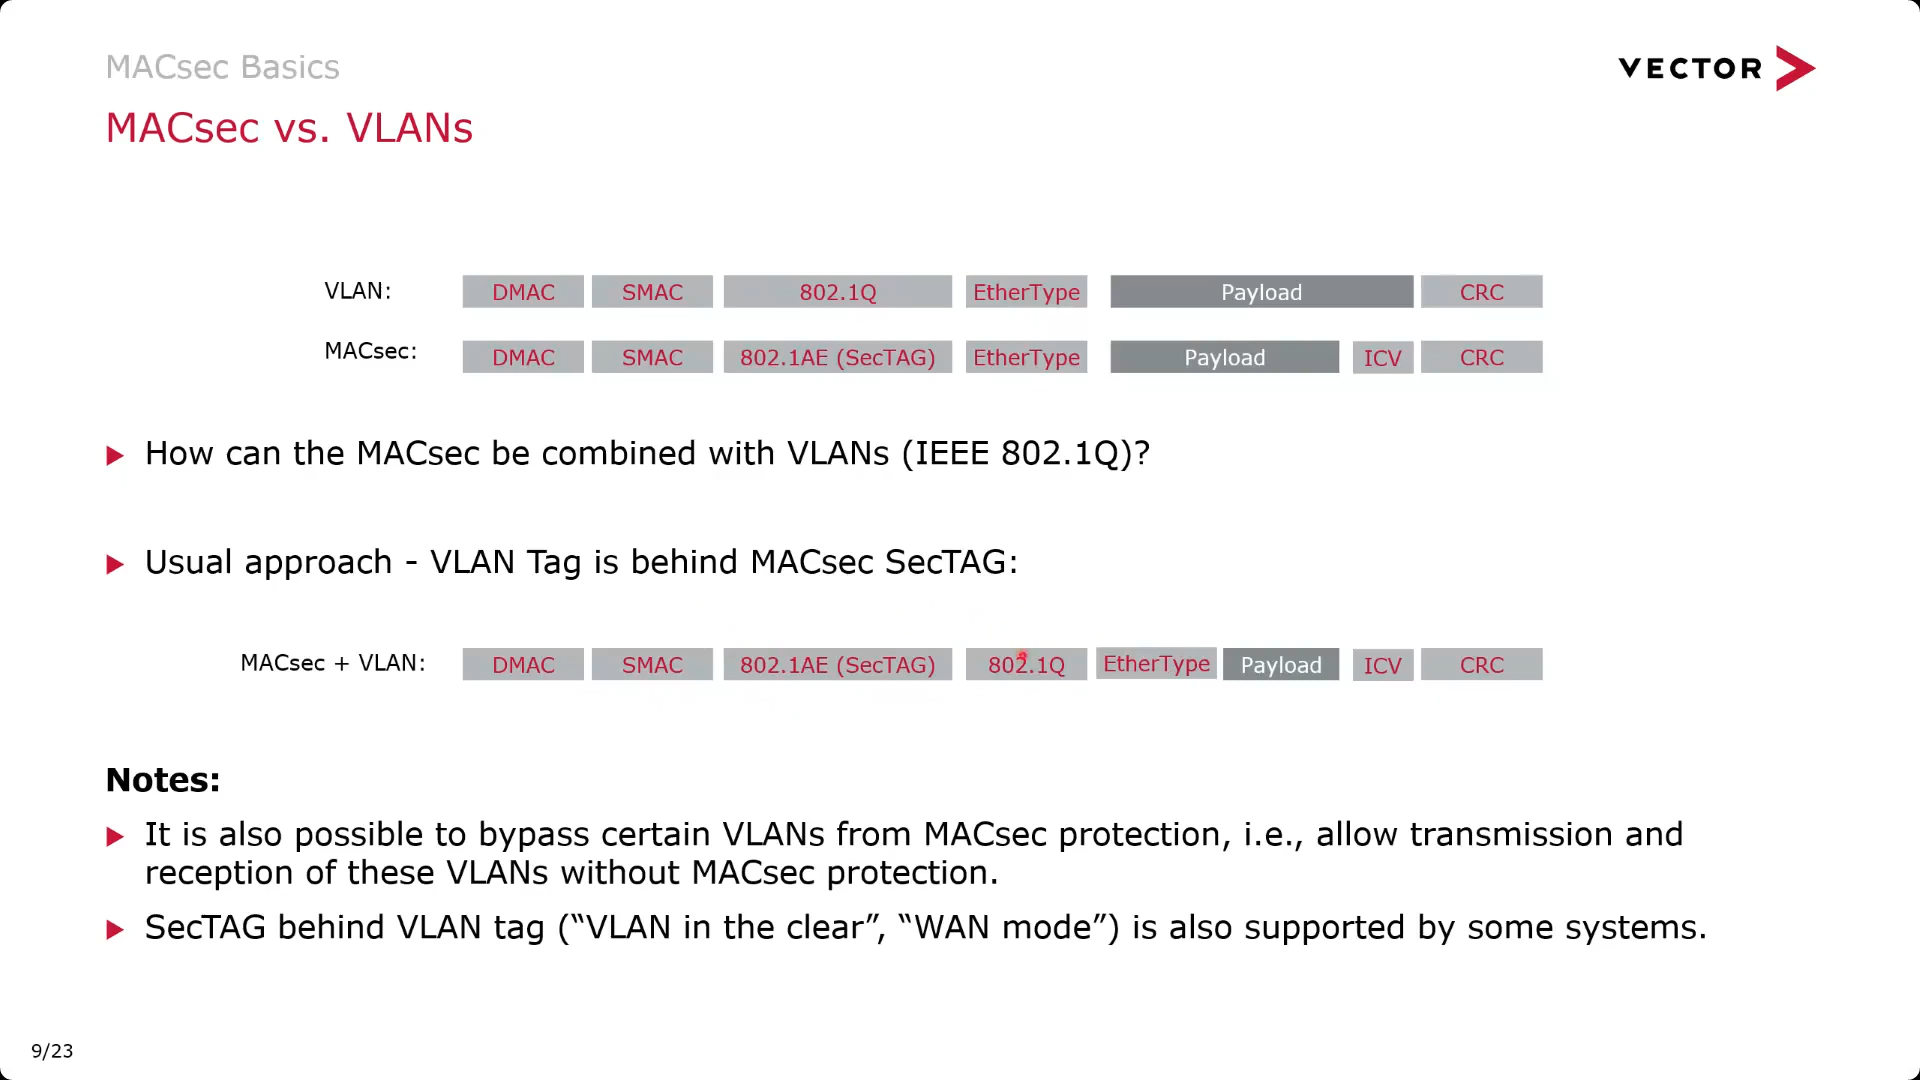 MACsec Basics
VECTOR
MACsec vs. VLANs
VLAN: DMAC SMAC 802.1Q EtherType Payload CRC
MACsec: DMAC SMAC 802.1AE (SecTAG) EtherType Payload ICV CRC
How can the MACsec be combined with VLANs (IEEE 802.1Q)?
Usual approach - VLAN Tag is behind MACsec SecTAG:
MACsec + VLAN: DMAC SMAC 802.1AE (SecTAG) 802.1Q EtherType Payload ICV CRC
Notes:
It is also possible to bypass certain VLANs from MACsec protection, i.e., allow transmission and
reception of these VLANs without MACsec protection.
SecTAG behind VLAN tag (“VLAN in the clear”, “WAN mode”) is also supported by some systems.
9/23